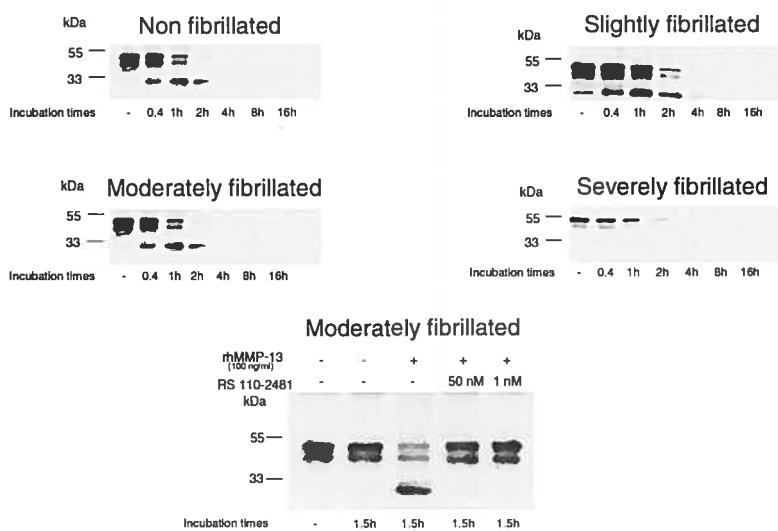 Non fibrillated
kDa
55
33
Incubation times - 0.4 1h 2h 4h 8h 16h
Slightly fibrillated
kDa
55
33
Incubation times - 0.4 1h 2h 4h 8h 16h
Moderately fibrillated
kDa
55
33
Incubation times - 0.4 1h 2h 4h 8h 16h
Severely fibrillated
kDa
55
33
Incubation times - 0.4 1h 2h 4h 8h 16h
Moderately fibrillated
rhMMP-13 - - + + +
(100 ng/ml)
RS 110-2481 - - - 50 nM 1 nM
kDa
55
33
Incubation times - 1.5h 1.5h 1.5h 1.5h